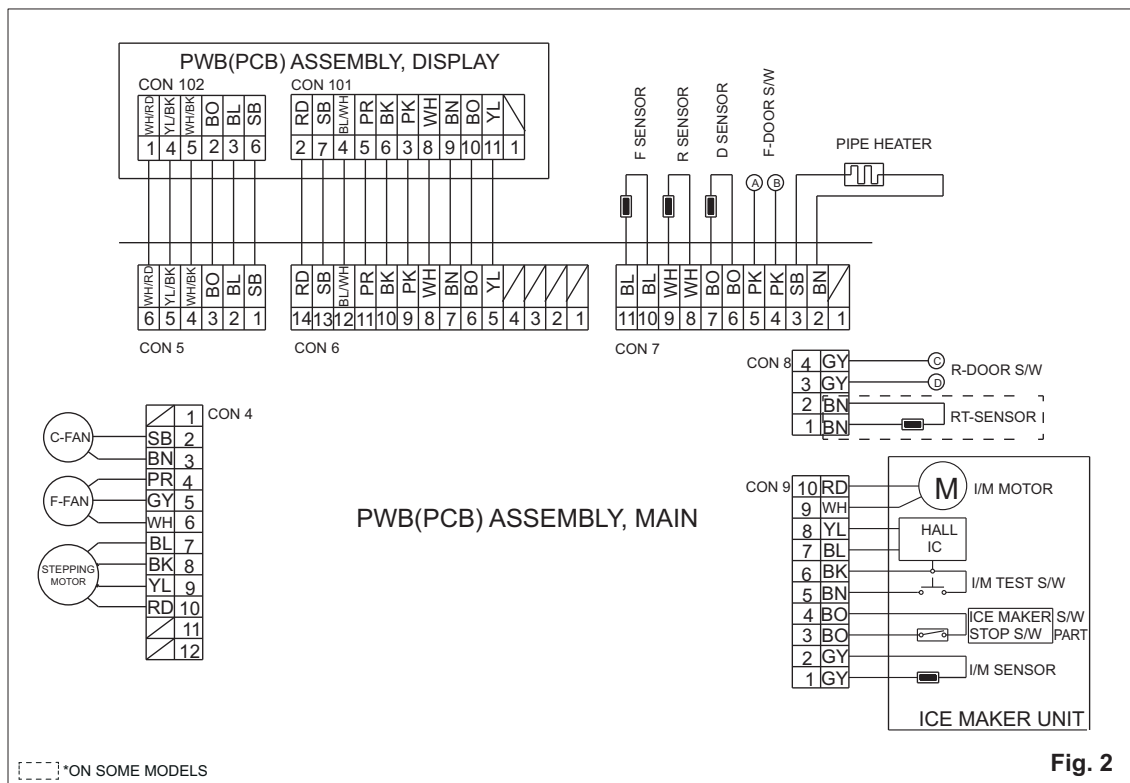 PWB(PCB) ASSEMBLY, DISPLAY
CON 102
CON 101
WH/RD YL/BK WH/BK BO BL SB
1 4 5 2 3 6
RD SB BL/WH PR BK PK WH BN BO YL
2 7 4 5 6 3 8 9 10 11 1
F SENSOR
R SENSOR
D SENSOR
F-DOOR S/W
A B
PIPE HEATER
WH/RD YL/BK WH/BK BO BL SB
6 5 4 3 2 1
CON 5
RD SB BL/WH PR BK PK WH BN BO YL
14 13 12 11 10 9 8 7 6 5 4 3 2 1
CON 6
BL BL WH WH BO BO PK PK SB BN
11 10 9 8 7 6 5 4 3 2 1
CON 7
CON 8
4 GY C
3 GY D
R-DOOR S/W
2 BN
1 BN
RT-SENSOR
CON 4
1
C-FAN
SB 2
BN 3
F-FAN
PR 4
GY 5
WH 6
STEPPING
MOTOR
BL 7
BK 8
YL 9
RD 10
11
12
PWB(PCB) ASSEMBLY, MAIN
CON 9
10 RD
9 WH
8 YL
7 BL
6 BK
5 BN
4 BO
3 BO
2 GY
1 GY
M I/M MOTOR
HALL
IC
I/M TEST S/W
ICE MAKER S/W
STOP S/W PART
I/M SENSOR
ICE MAKER UNIT
*ON SOME MODELS
Fig. 2